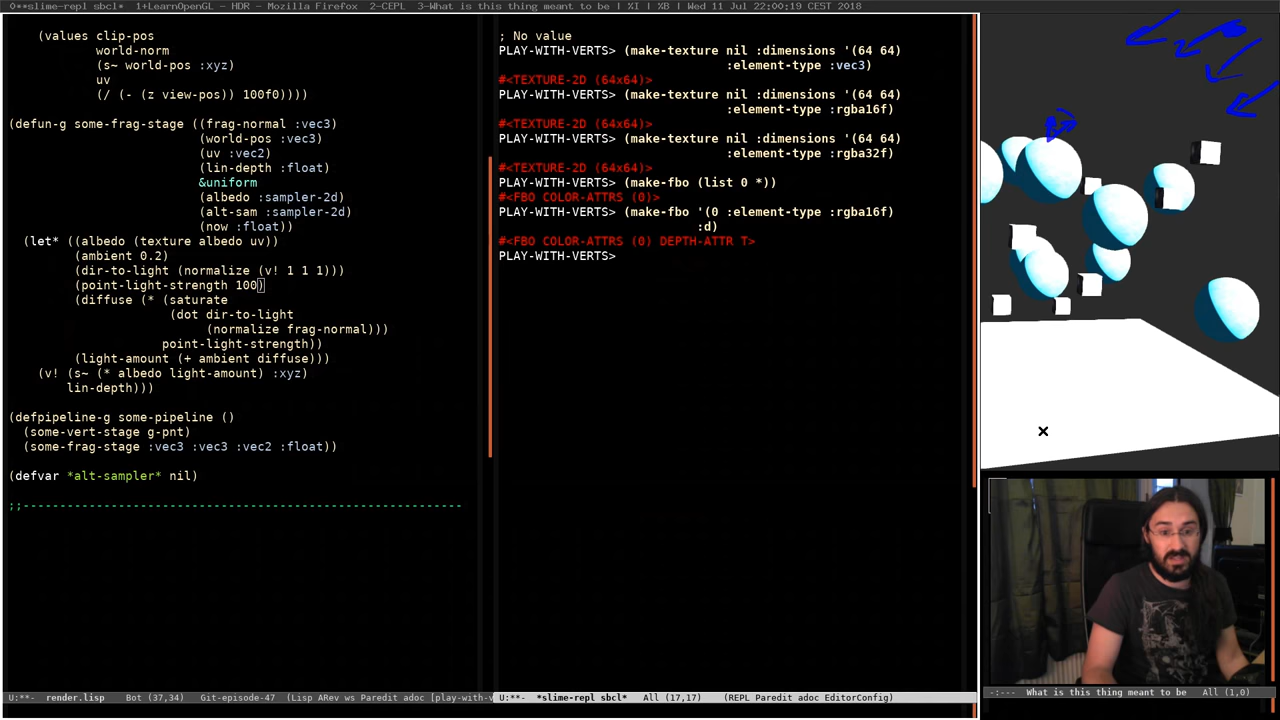 0**slime-repl sbcl*  1+LearnOpenGL – HDR - Mozilla Firefox  2-CEPL  3-What is this thing meant to be | %I | %B | Wed 11 Jul 22:00:19 CEST 2018
(values clip-pos
world-norm
(s~ world-pos :xyz)
uv
(/ (- (z view-pos)) 100f0))))
(defun-g some-frag-stage ((frag-normal :vec3)
(world-pos :vec3)
(uv :vec2)
(lin-depth :float)
&uniform
(albedo :sampler-2d)
(alt-sam :sampler-2d)
(now :float))
(let* ((albedo (texture albedo uv))
(ambient 0.2)
(dir-to-light (normalize (v! 1 1 1)))
(point-light-strength 100)
(diffuse (* (saturate
(dot dir-to-light
(normalize frag-normal)))
point-light-strength))
(light-amount (+ ambient diffuse)))
(v! (s~ (* albedo light-amount) :xyz)
lin-depth)))
(defpipeline-g some-pipeline ()
(some-vert-stage g-pnt)
(some-frag-stage :vec3 :vec3 :vec2 :float))
(defvar *alt-sampler* nil)
;;------------------------------------------------------------
U:**-  render.lisp    Bot (37,34)   Git-episode-47  (Lisp ARev ws Paredit adoc [play-with-v
; No value
PLAY-WITH-VERTS> (make-texture nil :dimensions '(64 64)
:element-type :vec3)
#<TEXTURE-2D (64x64)>
PLAY-WITH-VERTS> (make-texture nil :dimensions '(64 64)
:element-type :rgba16f)
#<TEXTURE-2D (64x64)>
PLAY-WITH-VERTS> (make-texture nil :dimensions '(64 64)
:element-type :rgba32f)
#<TEXTURE-2D (64x64)>
PLAY-WITH-VERTS> (make-fbo (list 0 *))
#<FBO COLOR-ATTRS (0)>
PLAY-WITH-VERTS> (make-fbo '(0 :element-type :rgba16f)
:d)
#<FBO COLOR-ATTRS (0) DEPTH-ATTR T>
PLAY-WITH-VERTS>
U:**-  *slime-repl sbcl*   All (17,17)    (REPL Paredit adoc EditorConfig)
-:---  What is this thing meant to be   All (1,0)